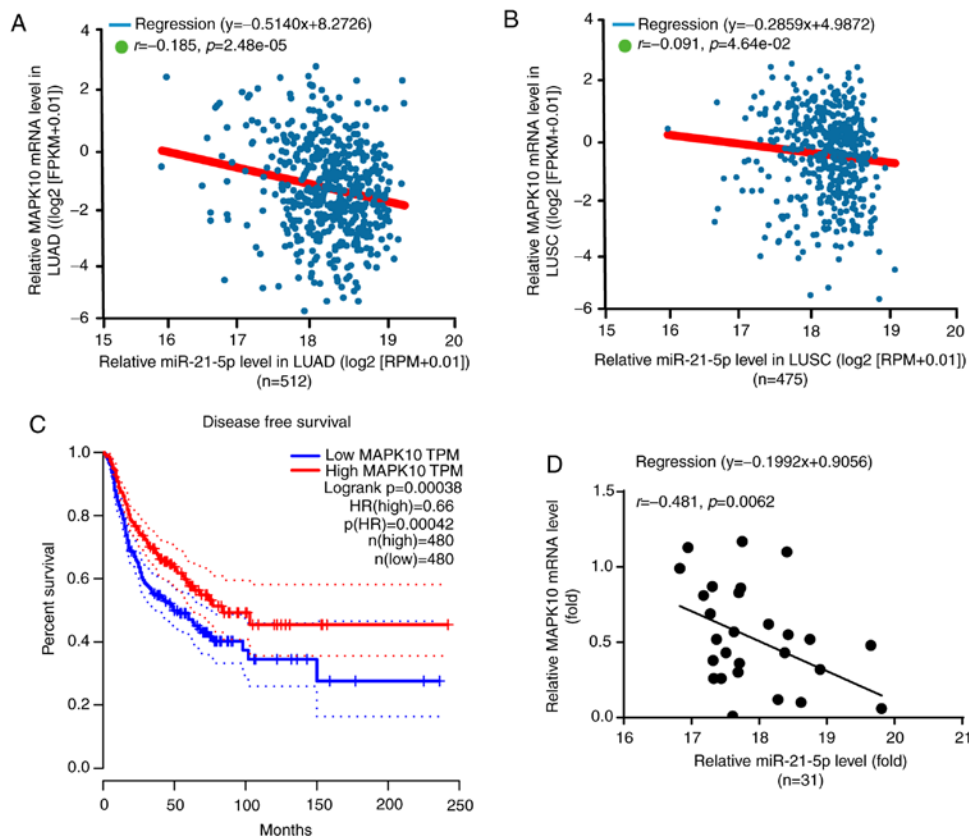 A
Regression (y=−0.5140x+8.2726)
r=−0.185, p=2.48e-05
Relative MAPK10 mRNA level in
LUAD ((log2 [FPKM+0.01])
4
2
0
−2
−4
−6
15 16 17 18 19 20
Relative miR-21-5p level in LUAD (log2 [RPM+0.01])
(n=512)
B
Regression (y=−0.2859x+4.9872)
r=−0.091, p=4.64e-02
Relative MAPK10 mRNA level in
LUSC ((log2 [FPKM+0.01])
4
2
0
−2
−4
−6
15 16 17 18 19 20
Relative miR-21-5p level in LUSC (log2 [RPM+0.01])
(n=475)
C
Disease free survival
Low MAPK10 TPM
High MAPK10 TPM
Logrank p=0.00038
HR(high)=0.66
p(HR)=0.00042
n(high)=480
n(low)=480
Percent survival
1.0
0.8
0.6
0.4
0.2
0.0
0 50 100 150 200 250
Months
D
Regression (y=−0.1992x+0.9056)
r=−0.481, p=0.0062
Relative MAPK10 mRNA level
(fold)
1.5
1.0
0.5
0.0
16 17 18 19 20 21
Relative miR-21-5p level (fold)
(n=31)